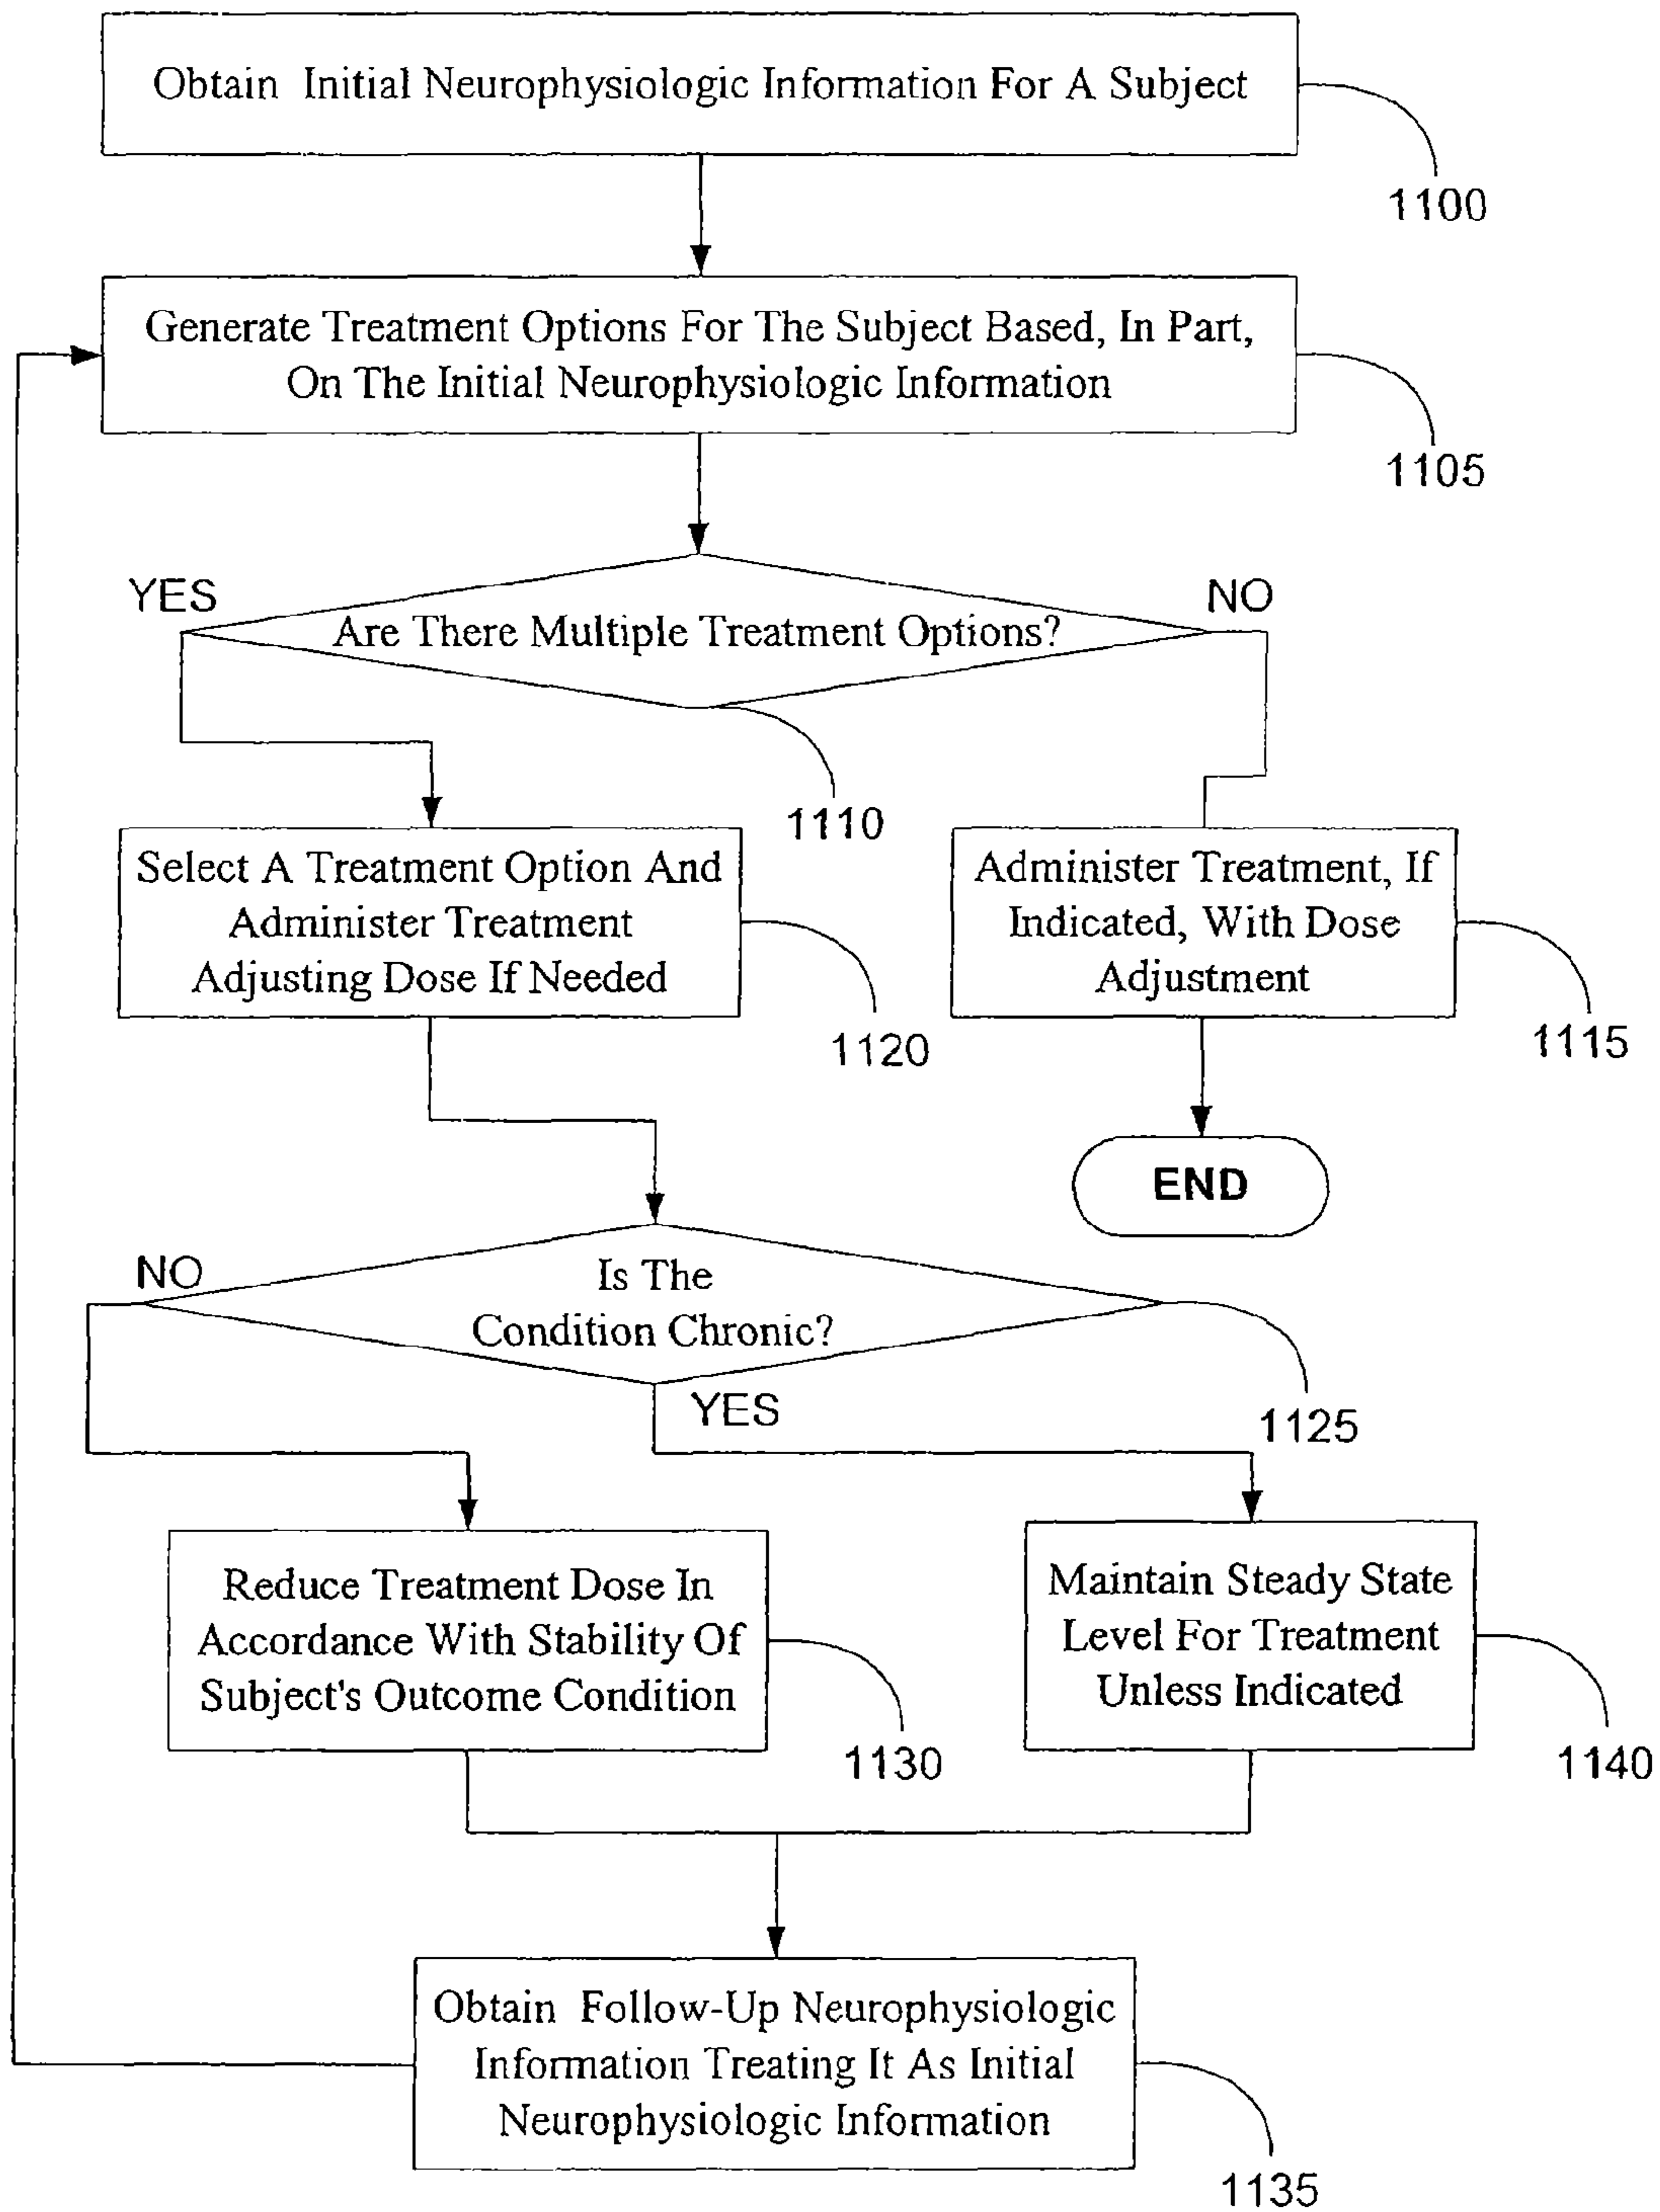 Obtain Initial Neurophysiologic Information For A Subject
1100
Generate Treatment Options For The Subject Based, In Part,
On The Initial Neurophysiologic Information
1105
YES
NO
Are There Multiple Treatment Options?
1110
Select A Treatment Option And
Administer Treatment
Adjusting Dose If Needed
1120
Administer Treatment, If
Indicated, With Dose
Adjustment
1115
END
NO
Is The
Condition Chronic?
YES
1125
Reduce Treatment Dose In
Accordance With Stability Of
Subject's Outcome Condition
1130
Maintain Steady State
Level For Treatment
Unless Indicated
1140
Obtain Follow-Up Neurophysiologic
Information Treating It As Initial
Neurophysiologic Information
1135